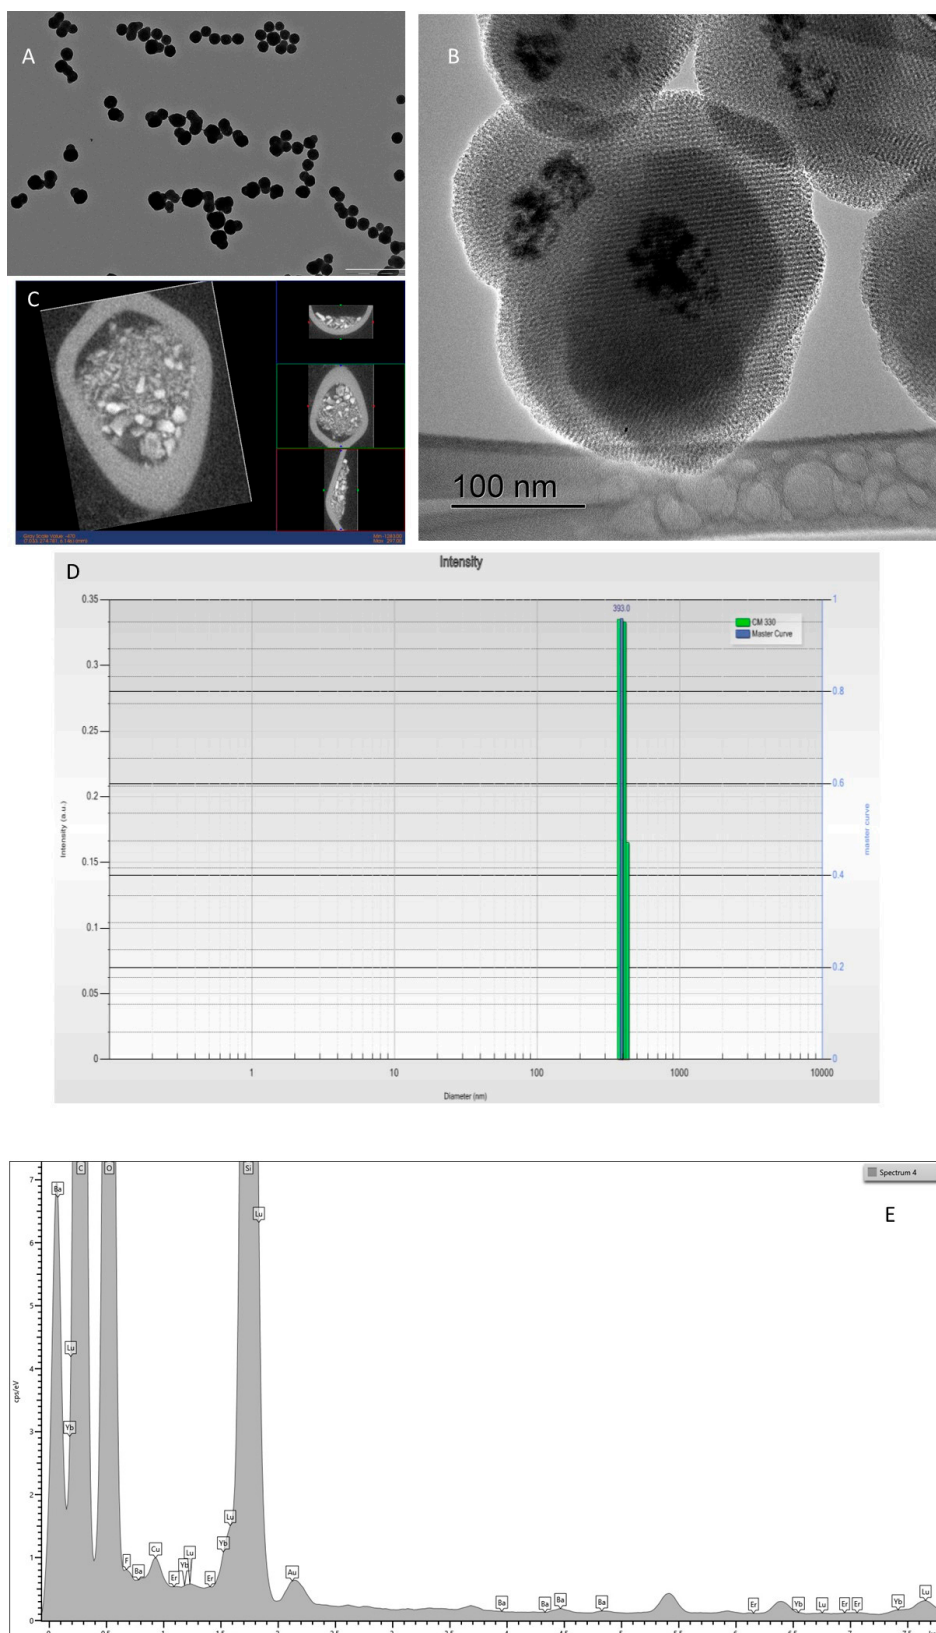 A
B
100 nm
C
D
Intensity
393.0
CM 330
Master Curve
0.35
0.3
0.25
0.2
0.15
0.1
0.05
0
1
0.8
0.6
0.4
0.2
0
Intensity (a.u.)
master curve
1
10
100
1000
10000
Diameter (nm)
Spectrum 4
E
cps/eV
7
6
5
4
3
2
1
0
Ba
C
O
Si
Lu
Lu
Yb
F
Ba
Cu
Er
Yb
Lu
Er
Yb
Lu
Au
Ba
Ba
Ba
Ba
Er
Yb
Lu
Er
Er
Yb
Lu